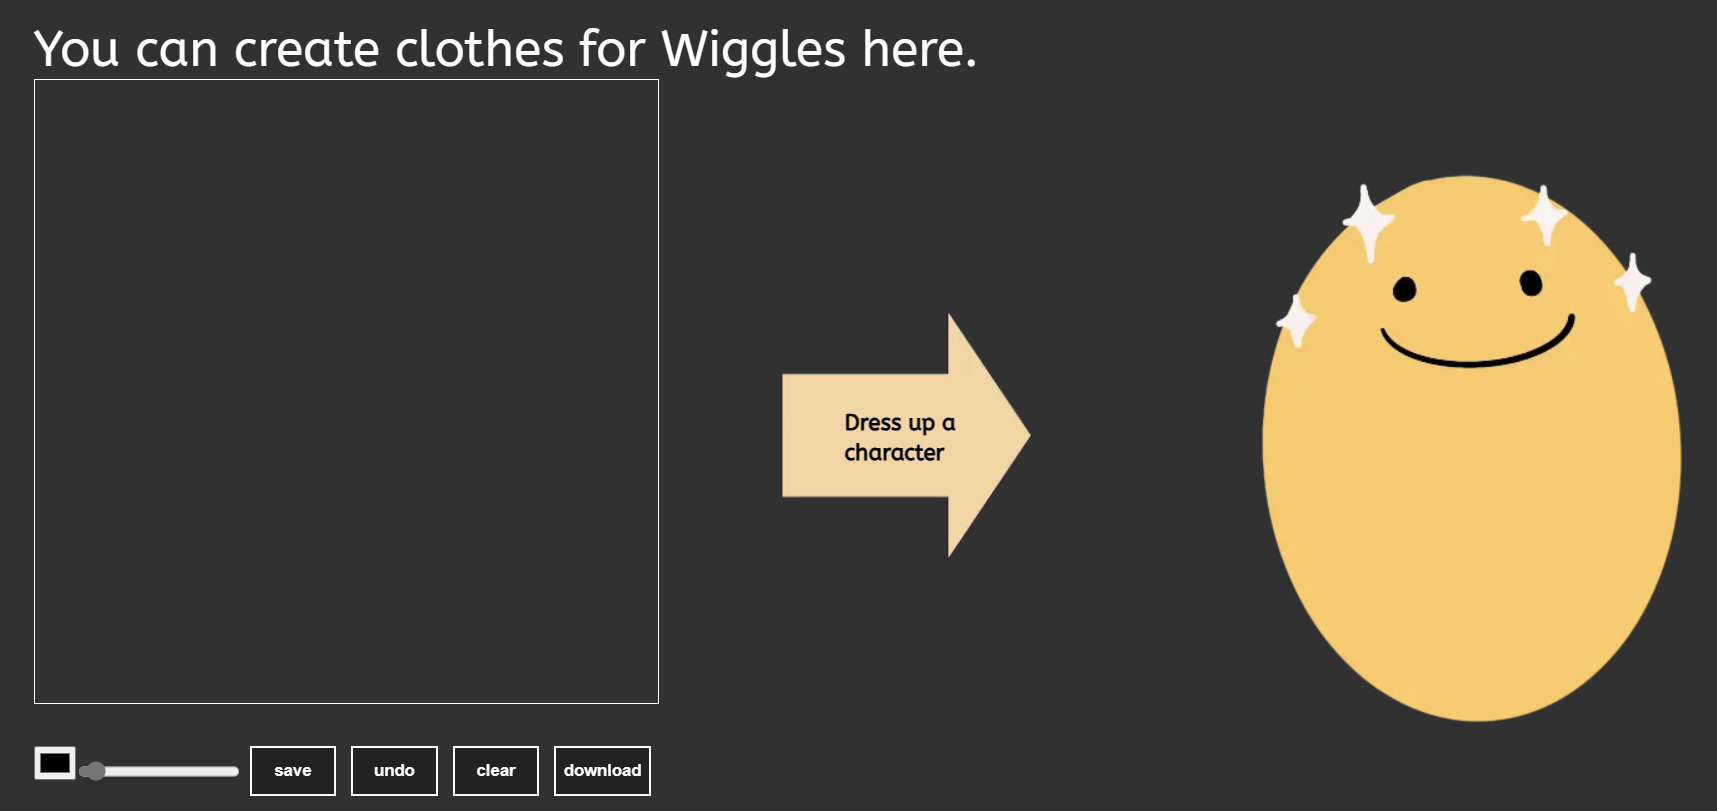 You can create clothes for Wiggles here.
Dress up a
character
save
undo
clear
download